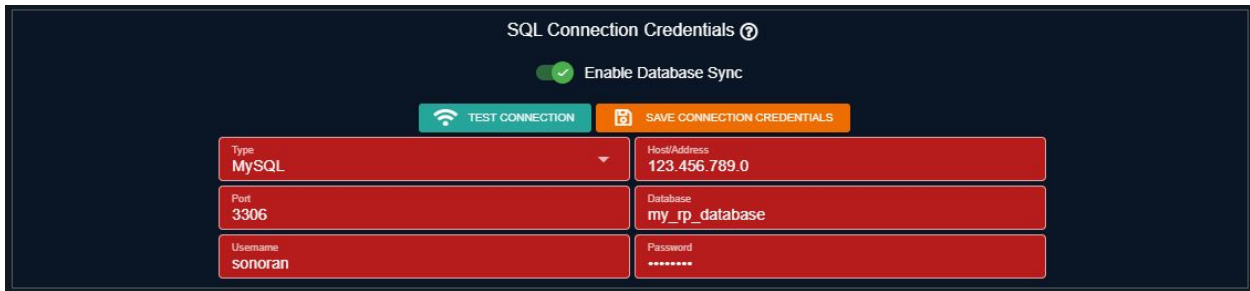 SQL Connection Credentials
Enable Database Sync
TEST CONNECTION
SAVE CONNECTION CREDENTIALS
Type
MySQL
Host/Address
123.456.789.0
Port
3306
Database
my_rp_database
Username
sonoran
Password
••••••••